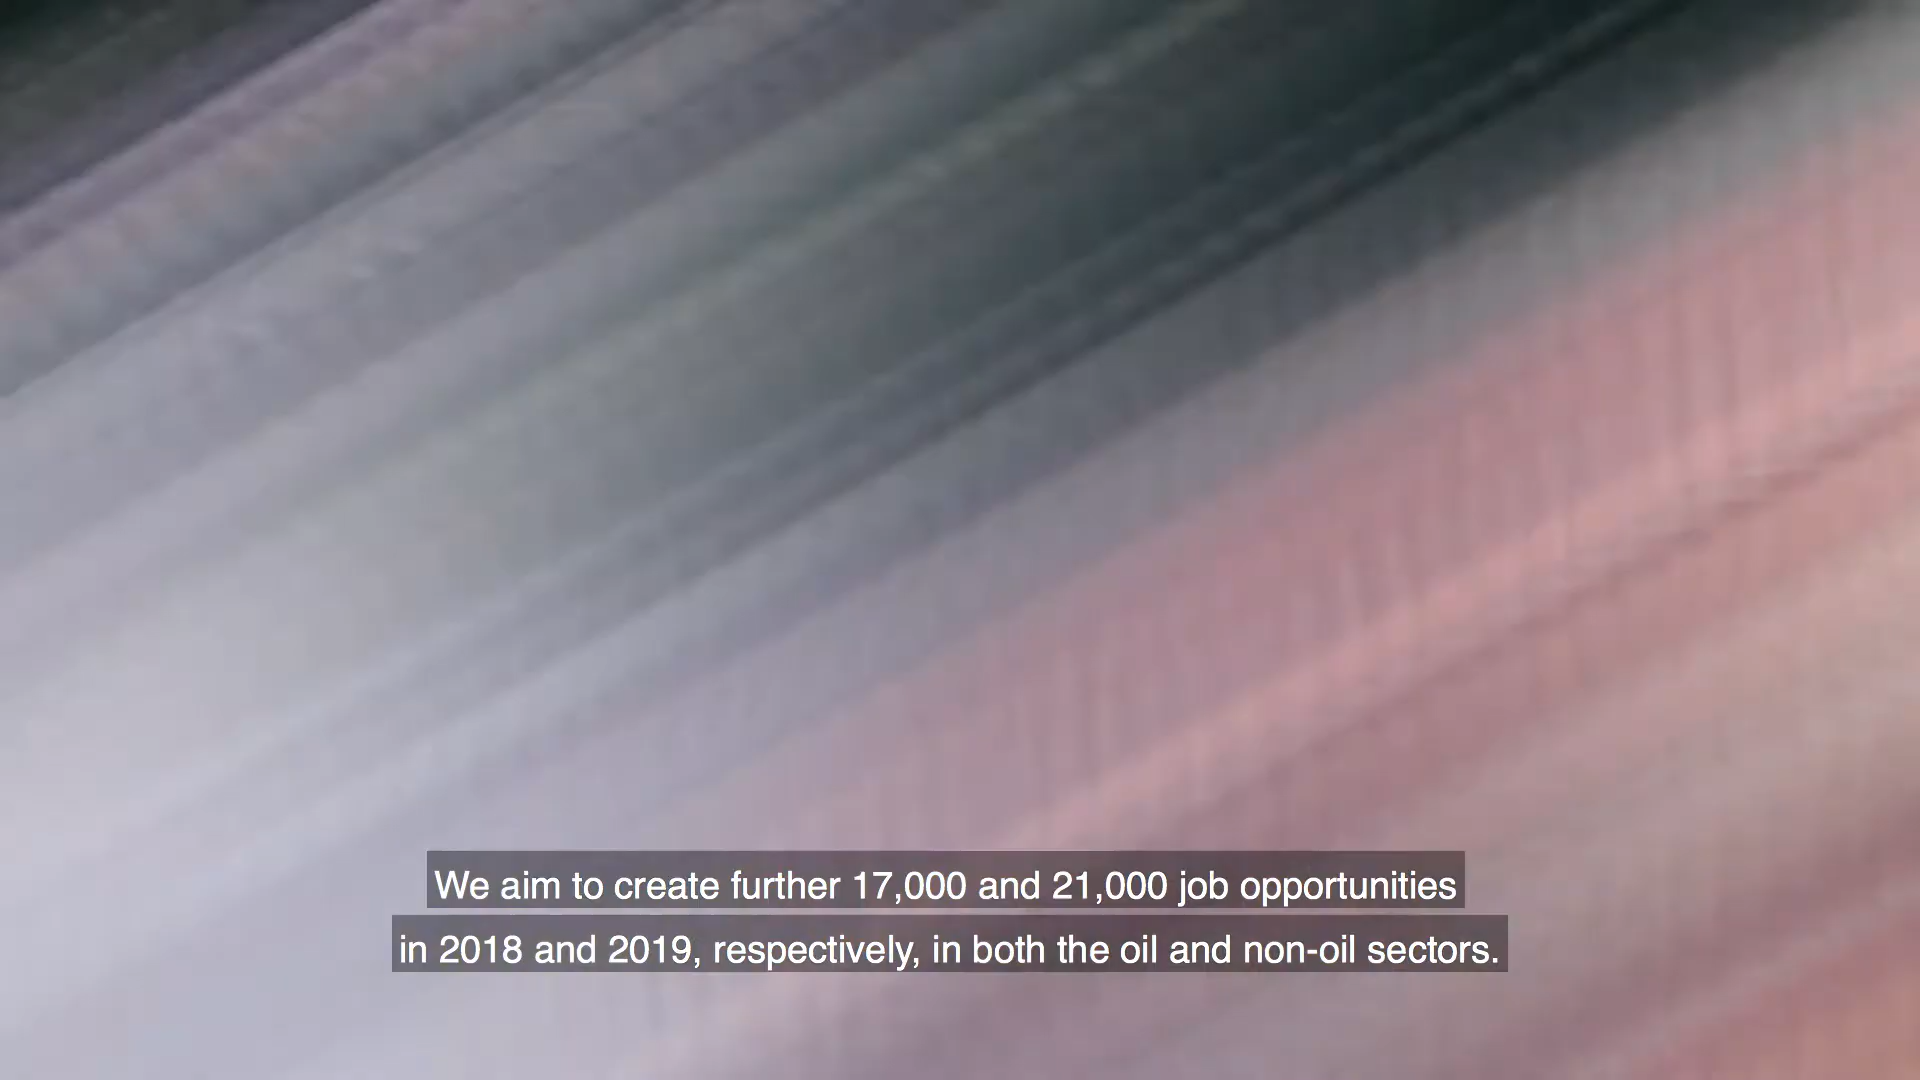 We aim to create further 17,000 and 21,000 job opportunities
in 2018 and 2019, respectively, in both the oil and non-oil sectors.